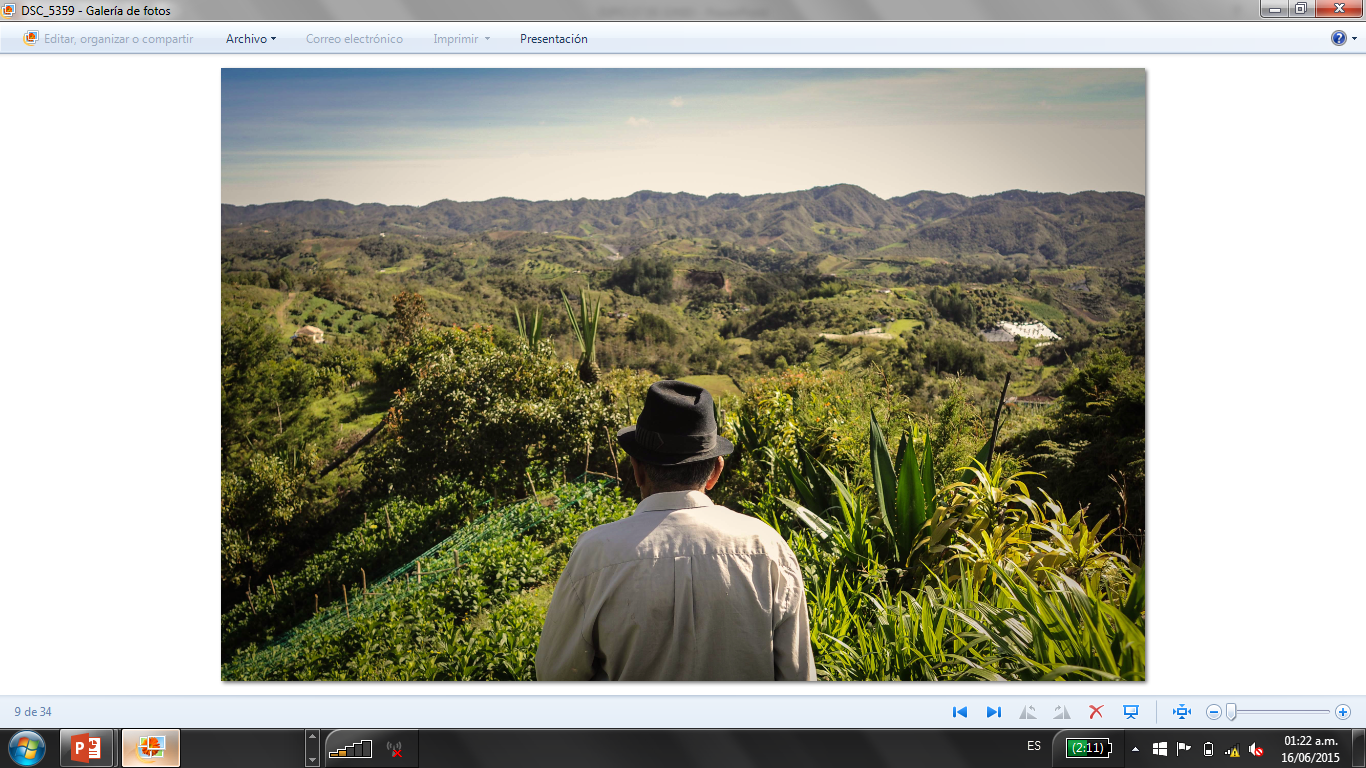 DSC_5359 - Galería de fotos
Editar, organizar o compartir Archivo Correo electrónico Imprimir Presentación
9 de 34
ES (2:11) 01:22 a.m.
16/06/2015